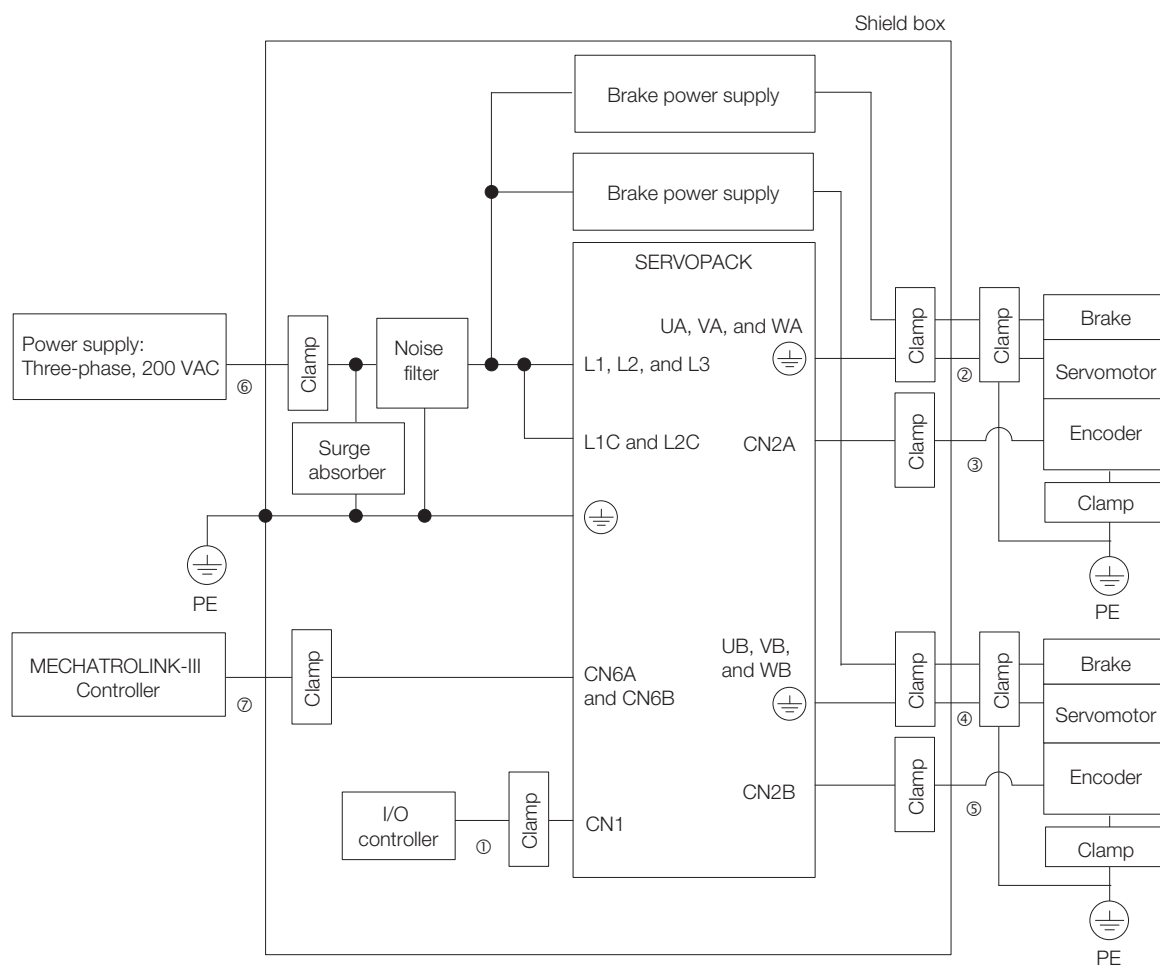 Shield box
Brake power supply
Brake power supply
SERVOPACK
Power supply:
Three-phase, 200 VAC
⑥
Clamp
Noise
filter
Surge
absorber
L1, L2, and L3
L1C and L2C
UA, VA, and WA
CN2A
Clamp
Clamp
②
Clamp
③
Brake
Servomotor
Encoder
Clamp
PE
PE
MECHATROLINK-III
Controller
⑦
Clamp
CN6A
and CN6B
UB, VB,
and WB
CN2B
Clamp
Clamp
④
Clamp
⑤
Brake
Servomotor
Encoder
Clamp
PE
I/O
controller
①
Clamp
CN1